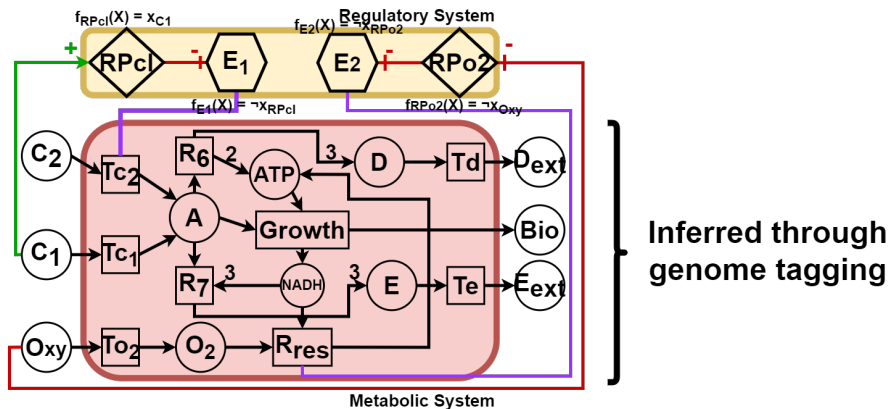 f_RPcl(X) = x_C1
Regulatory System
f_E2(X) = ¬x_RPo2
+
RPcl
-
E1
E2
-
RPo2
-
f_E1(X) = ¬x_RPcl
f_RPo2(X) = ¬x_Oxy
C2
Tc2
R6
2
ATP
3
D
Td
Dext
A
Growth
Bio
C1
Tc1
R7
3
NADH
3
E
Te
Eext
Oxy
To2
O2
Rres
Metabolic System
Inferred through
genome tagging